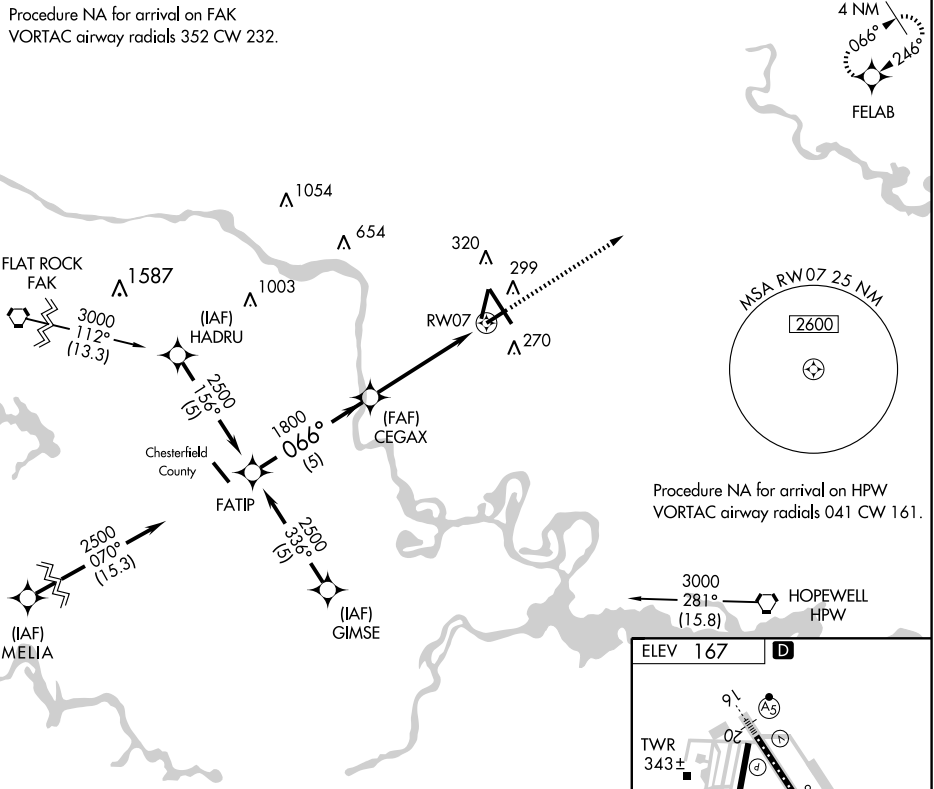 Procedure NA for arrival on FAK
VORTAC airway radials 352 CW 232.
4 NM
066°
246°
FELAB
1054
654
320
299
FLAT ROCK
FAK
1587
1003
3000
112°
(13.3)
(IAF)
HADRU
RW07
270
MSA RW07 25 NM
2600
2500
156°
(5)
1800
066°
(5)
(FAF)
CEGAX
Chesterfield
County
FATIP
Procedure NA for arrival on HPW
VORTAC airway radials 041 CW 161.
2500
070°
(15.3)
2500
336°
(5)
(IAF)
MELIA
(IAF)
GIMSE
3000
281°
(15.8)
HOPEWELL
HPW
ELEV 167
D
16
A5
20
TWR
343±
P